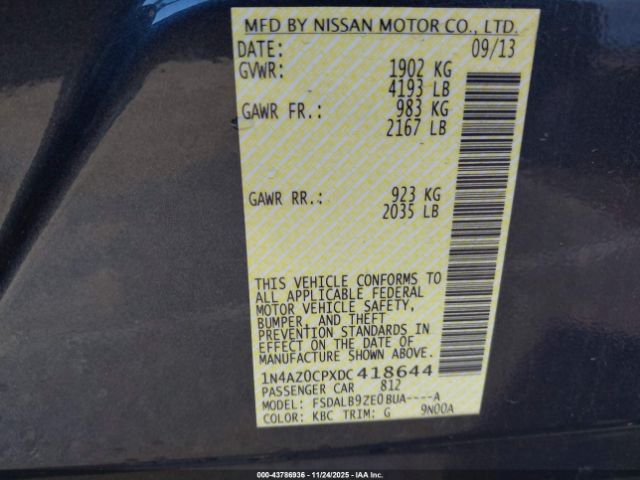 MFD BY NISSAN MOTOR CO., LTD.
DATE: 09/13
GVWR: 1902 KG
4193 LB
GAWR FR.: 983 KG
2167 LB
GAWR RR.: 923 KG
2035 LB
THIS VEHICLE CONFORMS TO
ALL APPLICABLE FEDERAL
MOTOR VEHICLE SAFETY,
BUMPER, AND THEFT
PREVENTION STANDARDS IN
EFFECT ON THE DATE OF
MANUFACTURE SHOWN ABOVE.
1N4AZ0CPXDC418644
PASSENGER CAR 812
MODEL: FSDALB9ZE0BUA----A
COLOR: KBC TRIM: G 9N00A
000-43786936 - 11/24/2025 - IAA Inc.